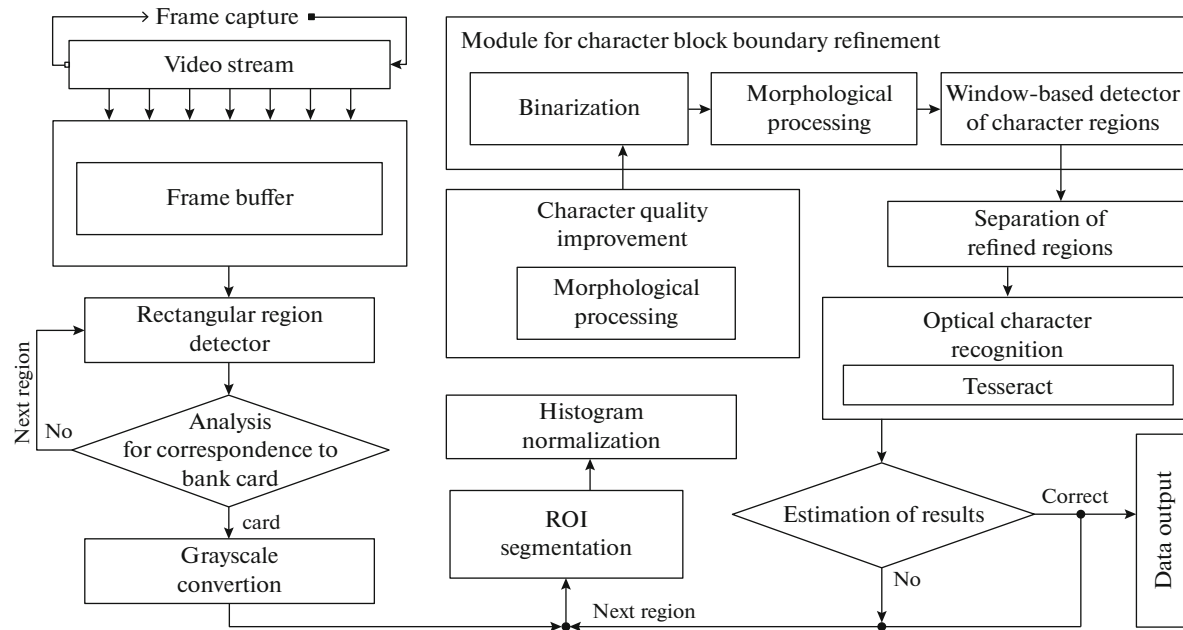 Frame capture
Video stream
Frame buffer
Rectangular region
detector
Next region
No
Analysis
for correspondence to
bank card
card
Grayscale
convertion
Module for character block boundary refinement
Binarization
Morphological
processing
Window-based detector
of character regions
Character quality
improvement
Morphological
processing
Separation of
refined regions
Optical character
recognition
Tesseract
Histogram
normalization
ROI
segmentation
Estimation of results
Correct
No
Next region
Data output